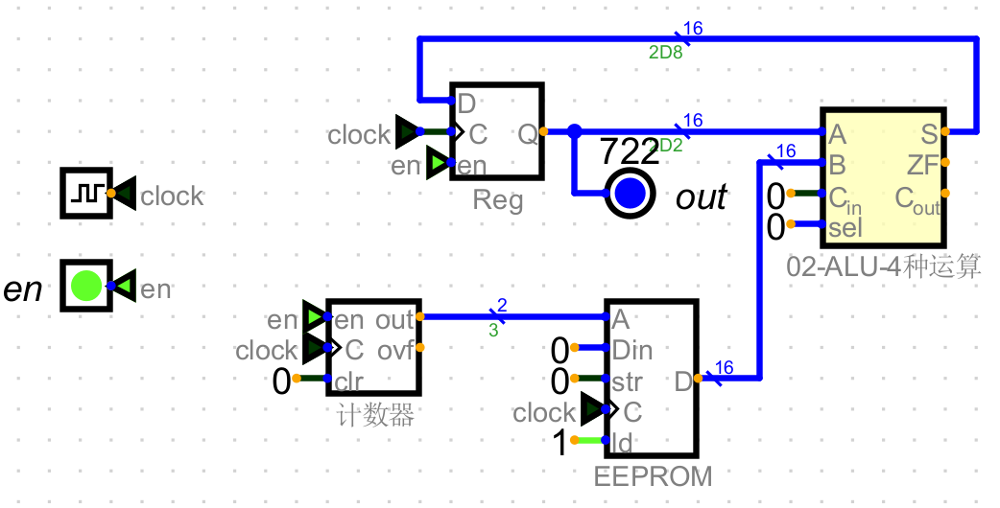 16
2D8
D
clock C Q
en en
Reg
722
16
2D2
out
A S
16
B ZF
0 Cin Cout
0 sel
02-ALU-4种运算
clock
en en
en en out
clock C ovf
0 clr
计数器
2
3
A
0 Din
0 str D
16
clock C
1 ld
EEPROM